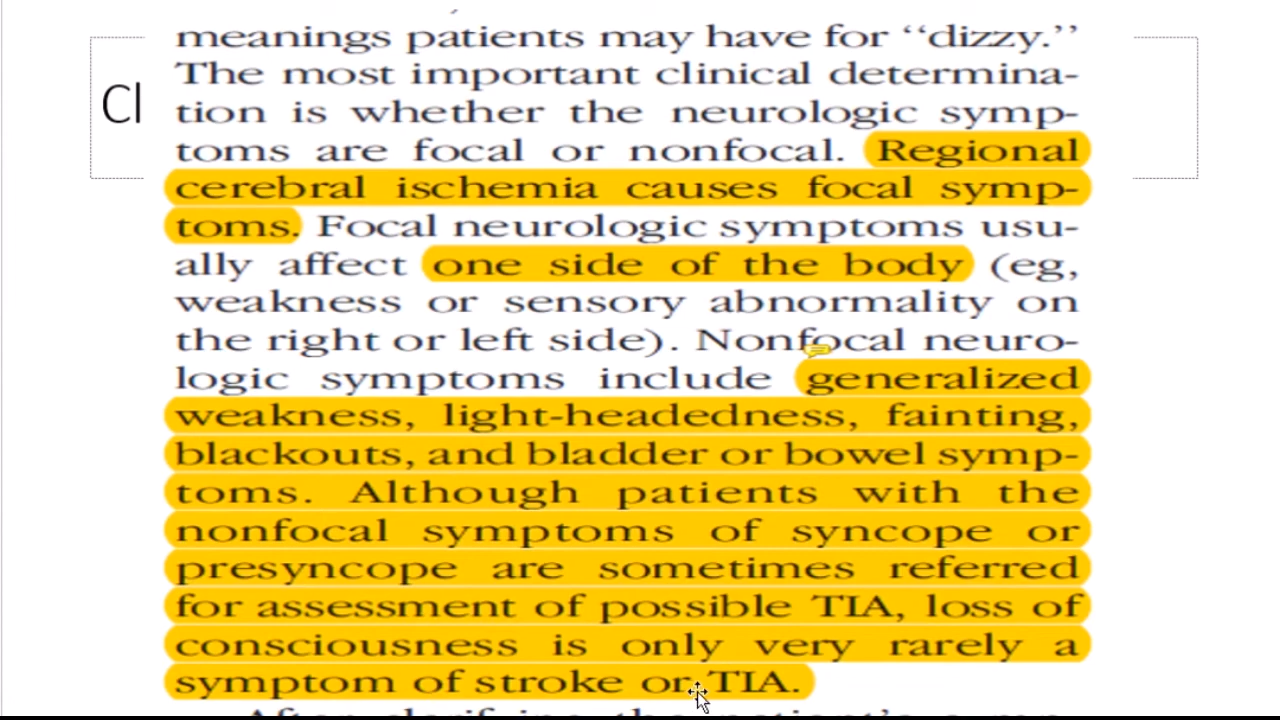 meanings patients may have for ‘‘dizzy.’’
The most important clinical determina-
Cl
tion is whether the neurologic symp-
toms are focal or nonfocal. Regional
cerebral ischemia causes focal symp-
toms. Focal neurologic symptoms usu-
ally affect one side of the body (eg,
weakness or sensory abnormality on
the right or left side). Nonfocal neuro-
logic symptoms include generalized
weakness, light-headedness, fainting,
blackouts, and bladder or bowel symp-
toms. Although patients with the
nonfocal symptoms of syncope or
presyncope are sometimes referred
for assessment of possible TIA, loss of
consciousness is only very rarely a
symptom of stroke or TIA.